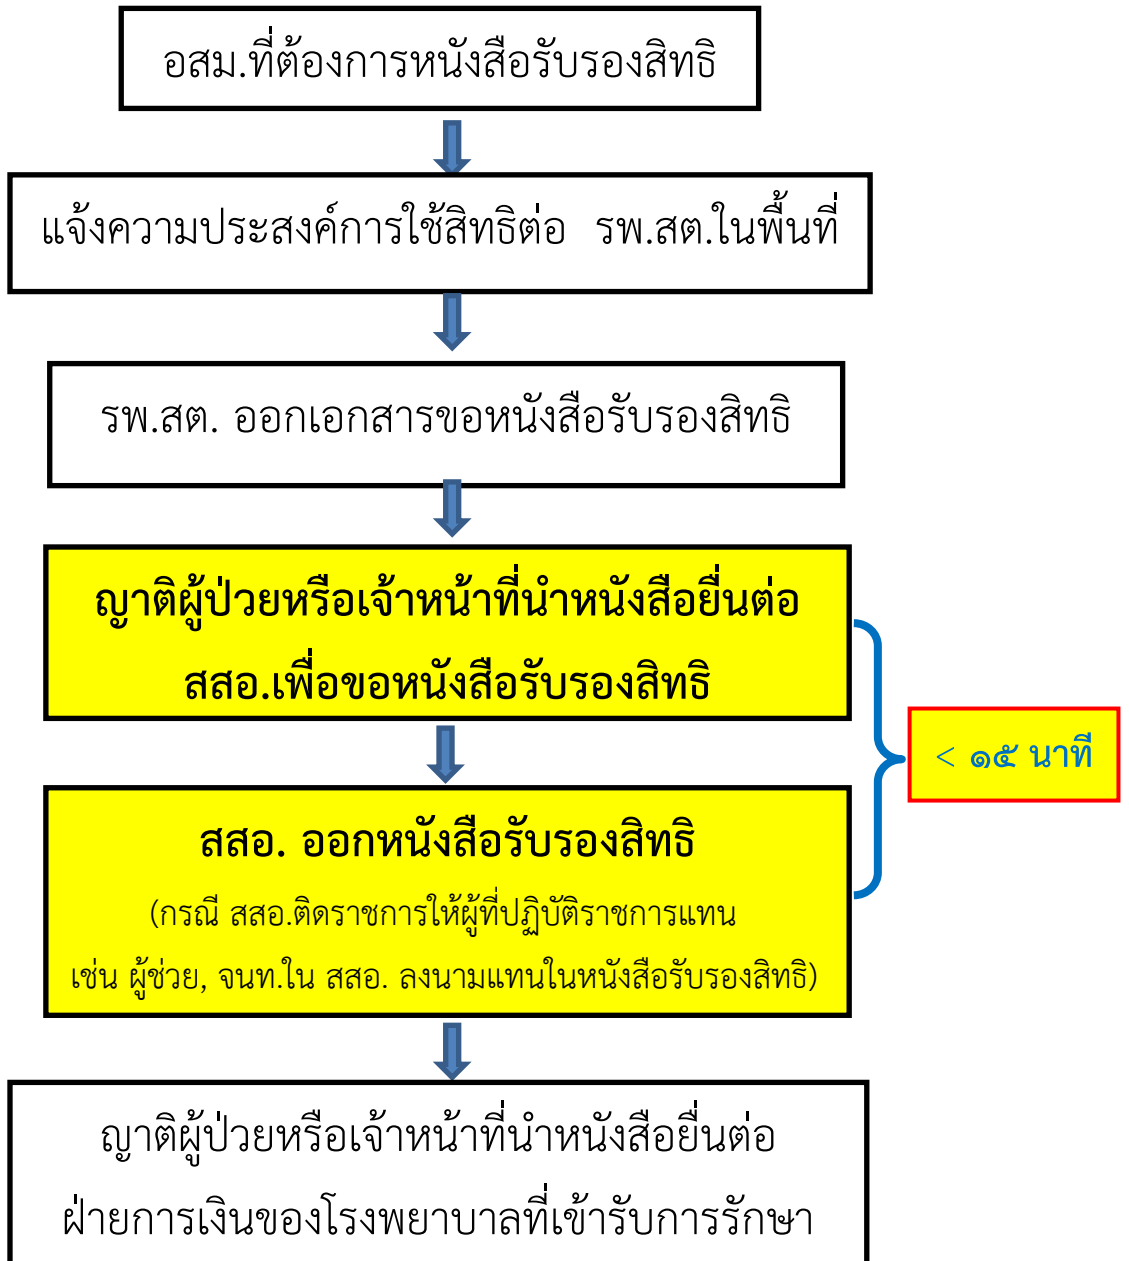 อสม.ที่ต้องการหนังสือรับรองสิทธิ
แจ้งความประสงค์การใช้สิทธิต่อ รพ.สต.ในพื้นที่
รพ.สต. ออกเอกสารขอหนังสือรับรองสิทธิ
ญาติผู้ป่วยหรือเจ้าหน้าที่นำหนังสือยื่นต่อ
สสอ.เพื่อขอหนังสือรับรองสิทธิ
< ๑๕ นาที
สสอ. ออกหนังสือรับรองสิทธิ
(กรณี สสอ.ติดราชการให้ผู้ที่ปฏิบัติราชการแทน
เช่น ผู้ช่วย, จนท.ใน สสอ. ลงนามแทนในหนังสือรับรองสิทธิ)
ญาติผู้ป่วยหรือเจ้าหน้าที่นำหนังสือยื่นต่อ
ฝ่ายการเงินของโรงพยาบาลที่เข้ารับการรักษา